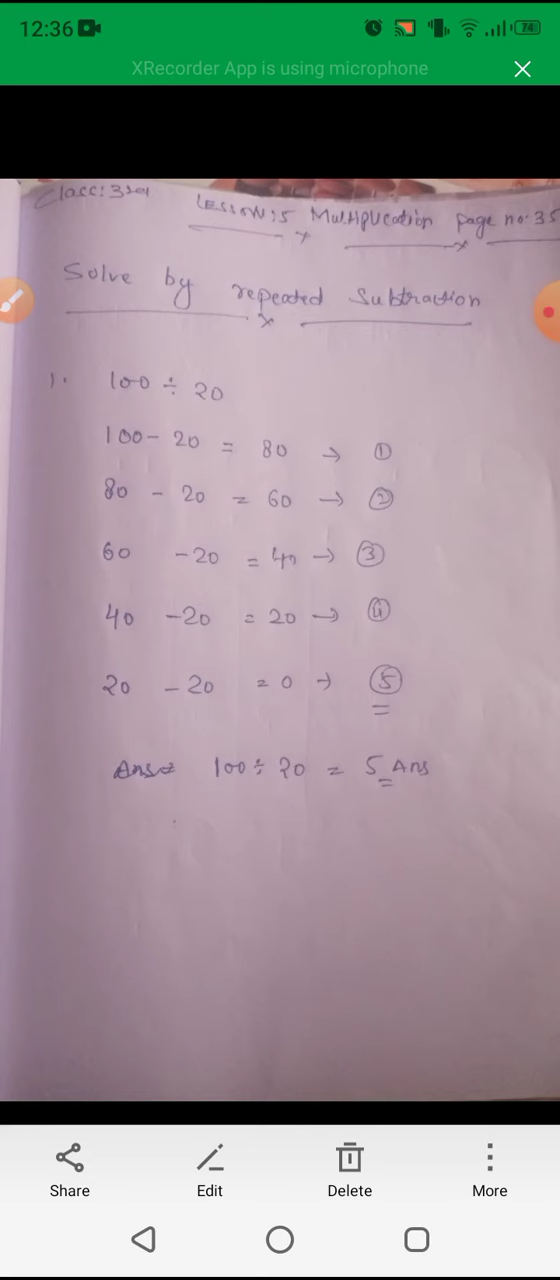 12:36
74
XRecorder App is using microphone
Class: 3rd
LESSON:5 Multiplication page no. 35
Solve by repeated Subtraction
1. 100 ÷ 20
100 - 20 = 80 → ①
80 - 20 = 60 → ②
60 - 20 = 40 → ③
40 - 20 = 20 → ④
20 - 20 = 0 → ⑤
Ans 100 ÷ 20 = 5 Ans
Share Edit Delete More